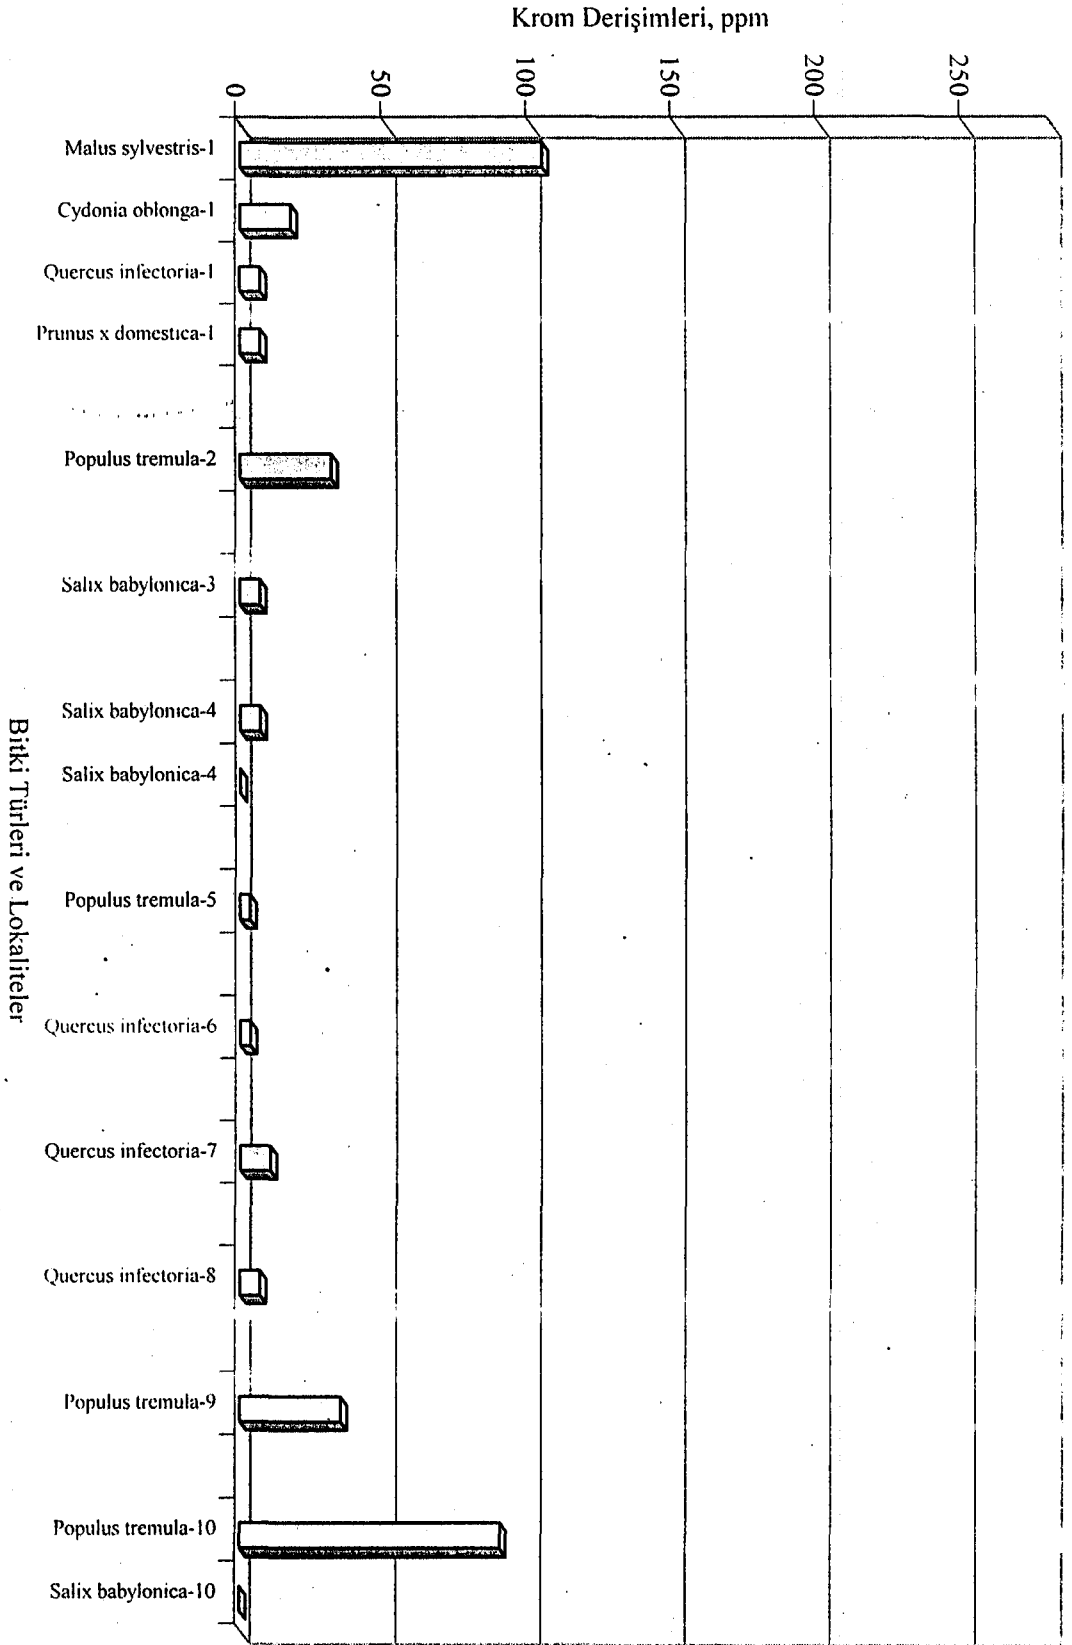 Krom Derişimleri, ppm
0
50
100
150
200
250
Malus sylvestris-1
Cydonia oblonga-1
Quercus infectoria-1
Prunus x domestica-1
Populus tremula-2
Salix babylonica-3
Salix babylonica-4
Salix babylonica-4
Populus tremula-5
Quercus infectoria-6
Quercus infectoria-7
Quercus infectoria-8
Populus tremula-9
Populus tremula-10
Salix babylonica-10
Bitki Türleri ve Lokaliteler